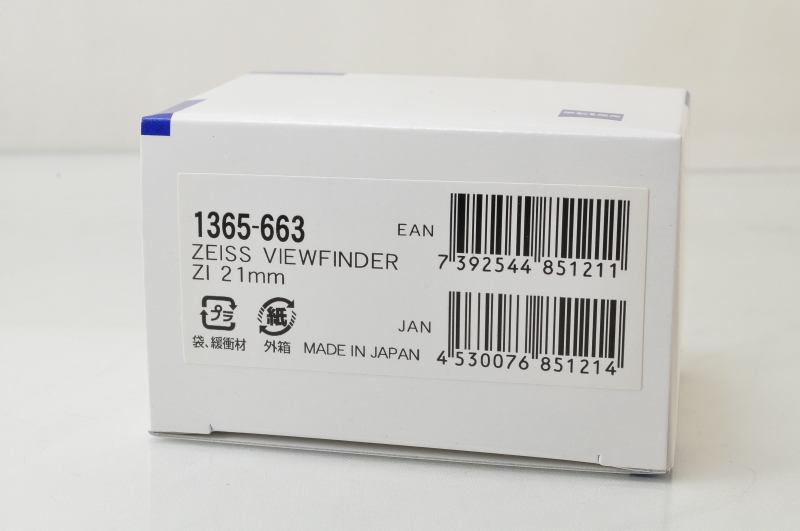 ZEISS
1365-663
ZEISS VIEWFINDER
ZI 21mm
EAN
7 392544 851211
プラ
紙
袋、緩衝材
外箱
MADE IN JAPAN
JAN
4 530076 851214